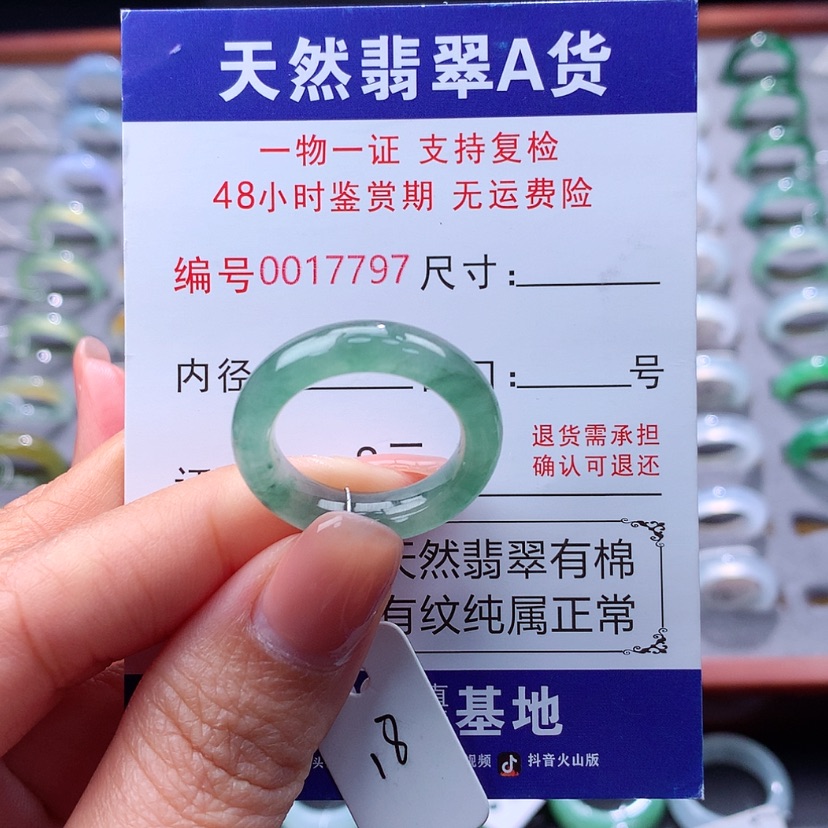 天然翡翠A货
一物一证 支持复检
48小时鉴赏期 无运费险
编号0017797 尺寸：
内径 口：号
退货需承担
确认可退还
天然翡翠有棉
有纹纯属正常
基地
视频 抖音火山版
18